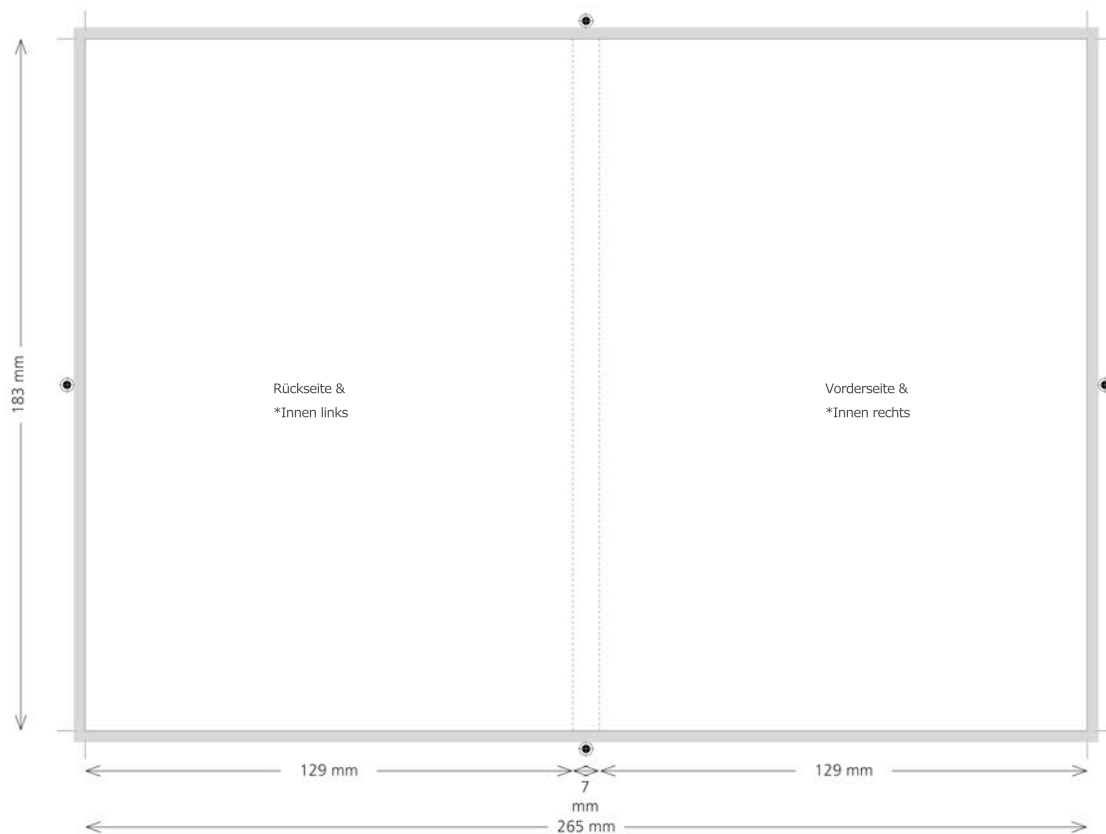 183 mm
Rückseite &
*Innen links
Vorderseite &
*Innen rechts
129 mm
7
mm
129 mm
265 mm